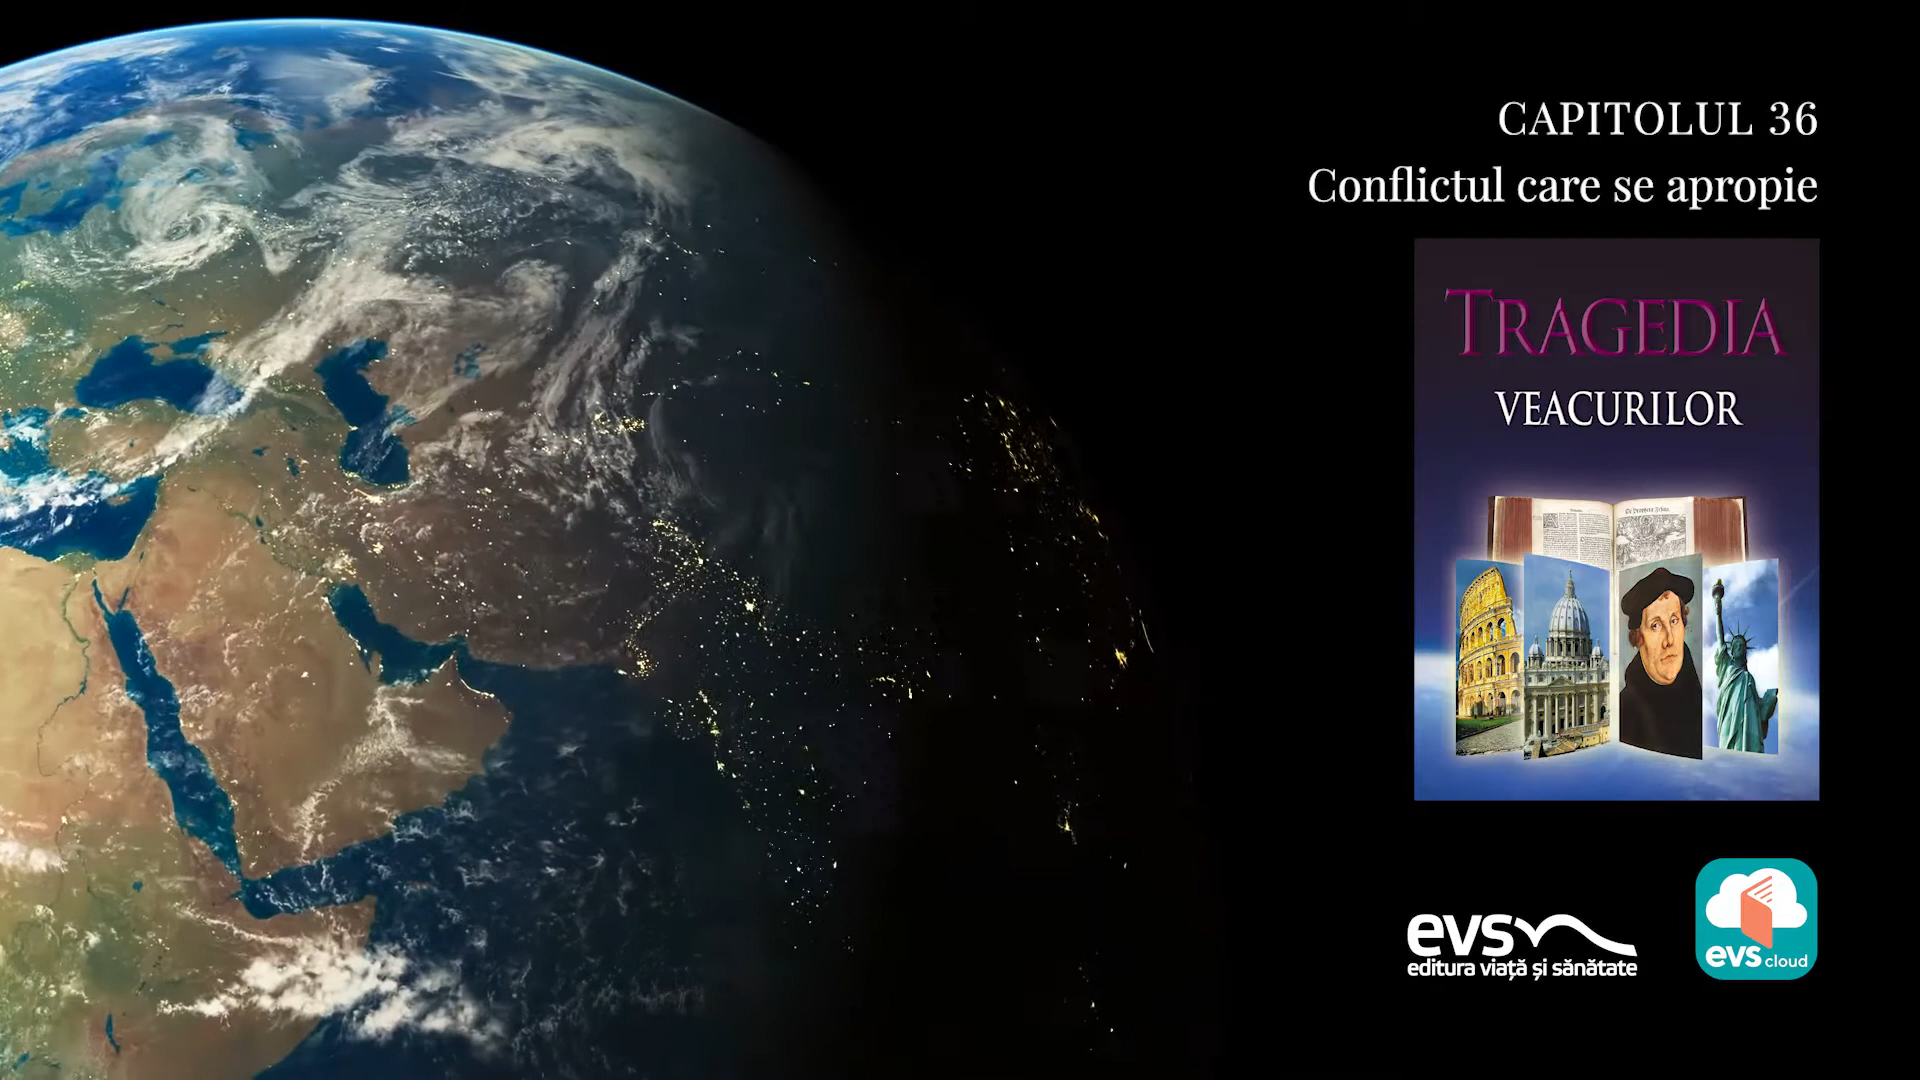 CAPITOLUL 36
Conflictul care se apropie
TRAGEDIA
VEACURILOR
evs
editura viață și sănătate
evs cloud